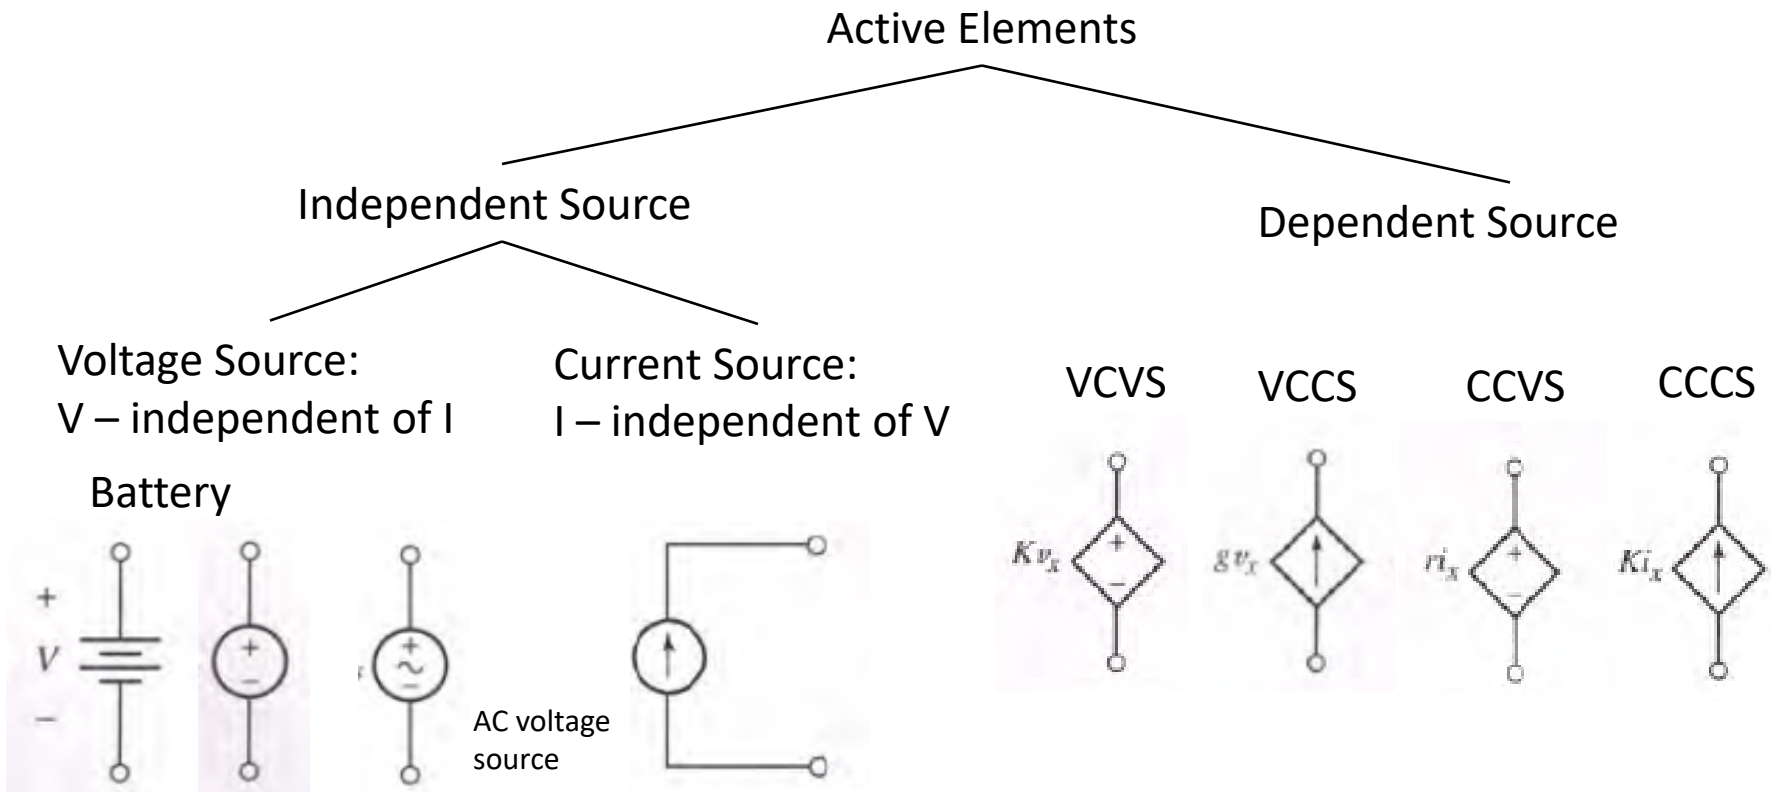 Active Elements
Independent Source
Dependent Source
Voltage Source:
V – independent of I
Current Source:
I – independent of V
VCVS
VCCS
CCVS
CCCS
Battery
+
V
−
+
−
+
∼
−
AC voltage
source
Kvₓ
+
−
gvₓ
riₓ
+
−
Kiₓ